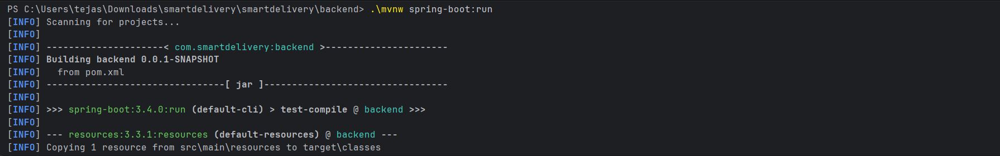 PS C:\Users\tejas\Downloads\smartdelivery\smartdelivery\backend> .\mvnw spring-boot:run
[INFO] Scanning for projects...
[INFO]
[INFO] ---------------------< com.smartdelivery:backend >----------------------
[INFO] Building backend 0.0.1-SNAPSHOT
[INFO]   from pom.xml
[INFO] --------------------------------[ jar ]---------------------------------
[INFO]
[INFO] >>> spring-boot:3.4.0:run (default-cli) > test-compile @ backend >>>
[INFO]
[INFO] --- resources:3.3.1:resources (default-resources) @ backend ---
[INFO] Copying 1 resource from src\main\resources to target\classes